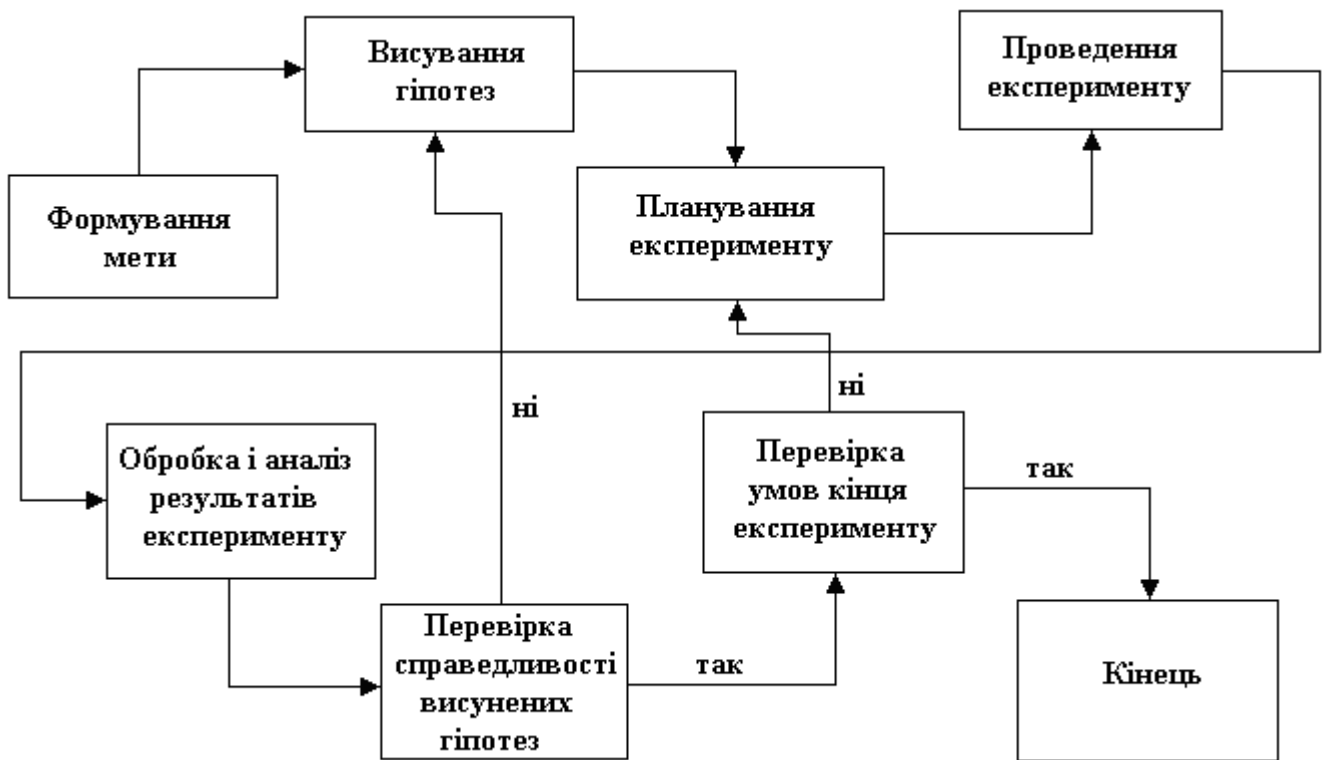 Формування
мети
Висування
гіпотез
Планування
експерименту
Проведення
експерименту
Обробка і аналіз
результатів
експерименту
Перевірка
справедливості
висунених
гіпотез
ні
так
Перевірка
умов кінця
експерименту
ні
так
Кінець